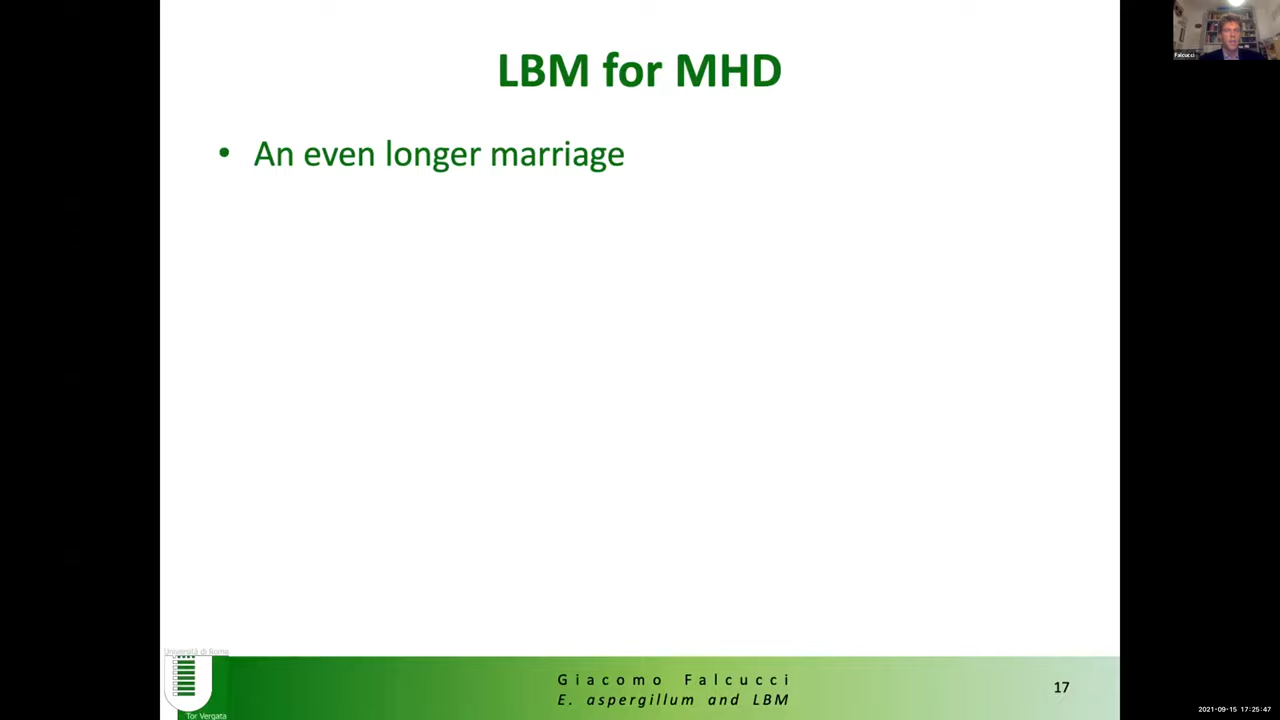 LBM for MHD
Falcucci
• An even longer marriage
Università di Roma
Tor Vergata
Giacomo Falcucci
E. aspergillum and LBM
17
2021-09-15 17:25:47